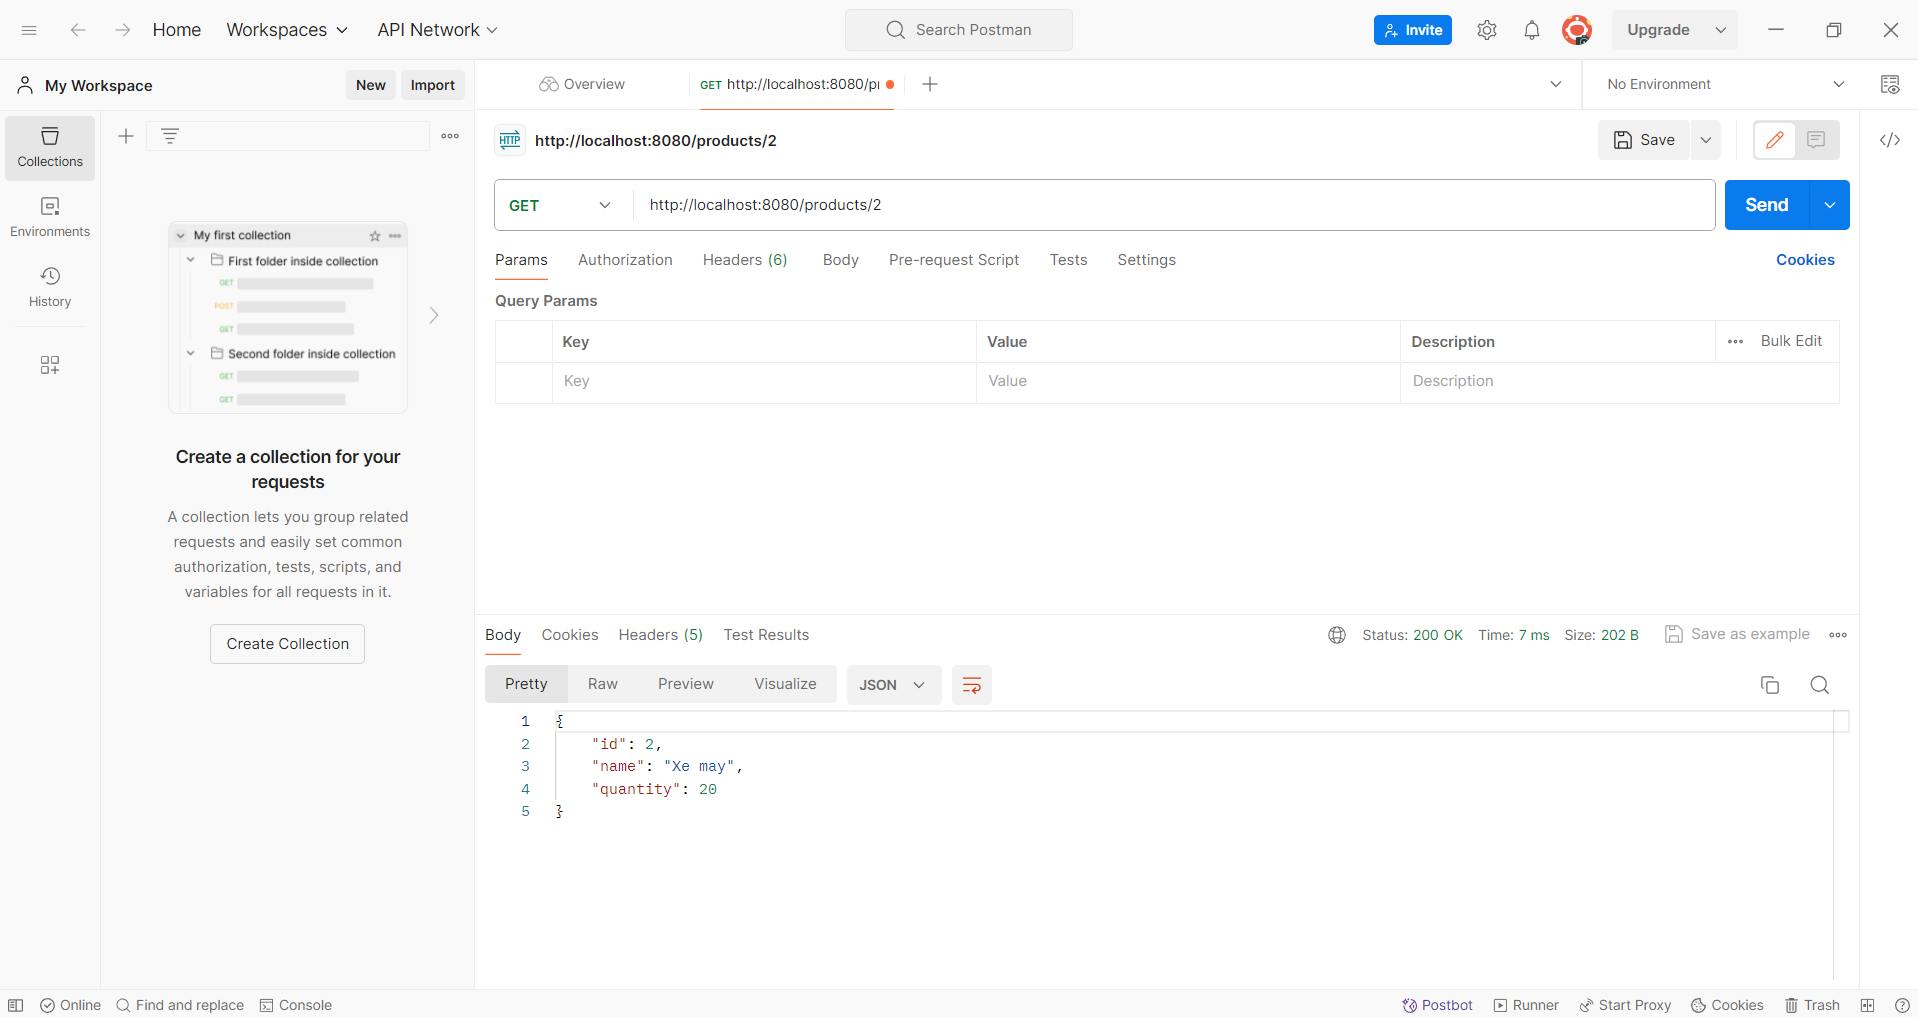 Home Workspaces API Network Search Postman Invite Upgrade
My Workspace New Import Overview GET http://localhost:8080/pr No Environment
Collections
Environments
History
My first collection
First folder inside collection
GET
POST
GET
Second folder inside collection
GET
GET
Create a collection for your
requests
A collection lets you group related
requests and easily set common
authorization, tests, scripts, and
variables for all requests in it.
Create Collection
HTTP http://localhost:8080/products/2 Save
GET http://localhost:8080/products/2 Send
Params Authorization Headers (6) Body Pre-request Script Tests Settings Cookies
Query Params
Key Value Description Bulk Edit
Key Value Description
Body Cookies Headers (5) Test Results Status: 200 OK Time: 7 ms Size: 202 B Save as example
Pretty Raw Preview Visualize JSON
1 {
2 "id": 2,
3 "name": "Xe may",
4 "quantity": 20
5 }
Online Find and replace Console Postbot Runner Start Proxy Cookies Trash